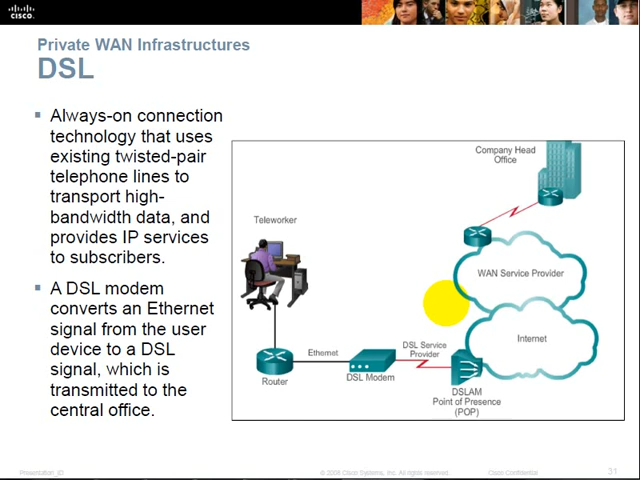 CISCO.
Private WAN Infrastructures
DSL
Always-on connection
technology that uses
existing twisted-pair
telephone lines to
transport high-
bandwidth data, and
provides IP services
to subscribers.
A DSL modem
converts an Ethernet
signal from the user
device to a DSL
signal, which is
transmitted to the
central office.
Company Head
Office
Teleworker
WAN Service Provider
Internet
Ethernet
DSL Service
Provider
Router
DSL Modem
DSLAM
Point of Presence
(POP)
Presentation_ID
© 2008 Cisco Systems, Inc. All rights reserved.
Cisco Confidential
31